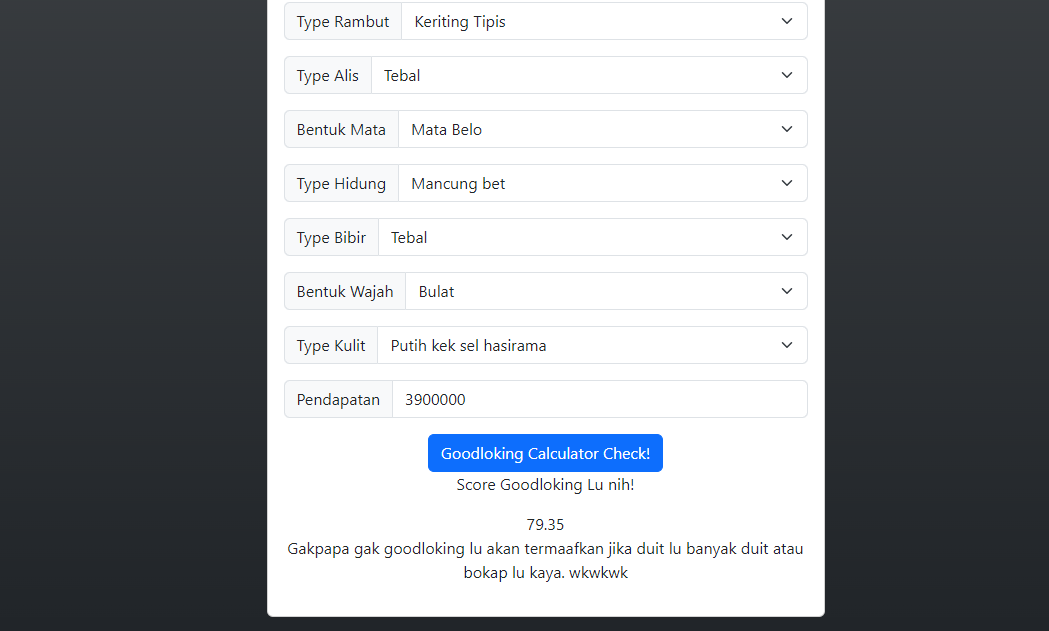 Type Rambut Keriting Tipis
Type Alis Tebal
Bentuk Mata Mata Belo
Type Hidung Mancung bet
Type Bibir Tebal
Bentuk Wajah Bulat
Type Kulit Putih kek sel hasirama
Pendapatan 3900000
Goodloking Calculator Check!
Score Goodloking Lu nih!
79.35
Gakpapa gak goodloking lu akan termaafkan jika duit lu banyak duit atau
bokap lu kaya. wkwkwk